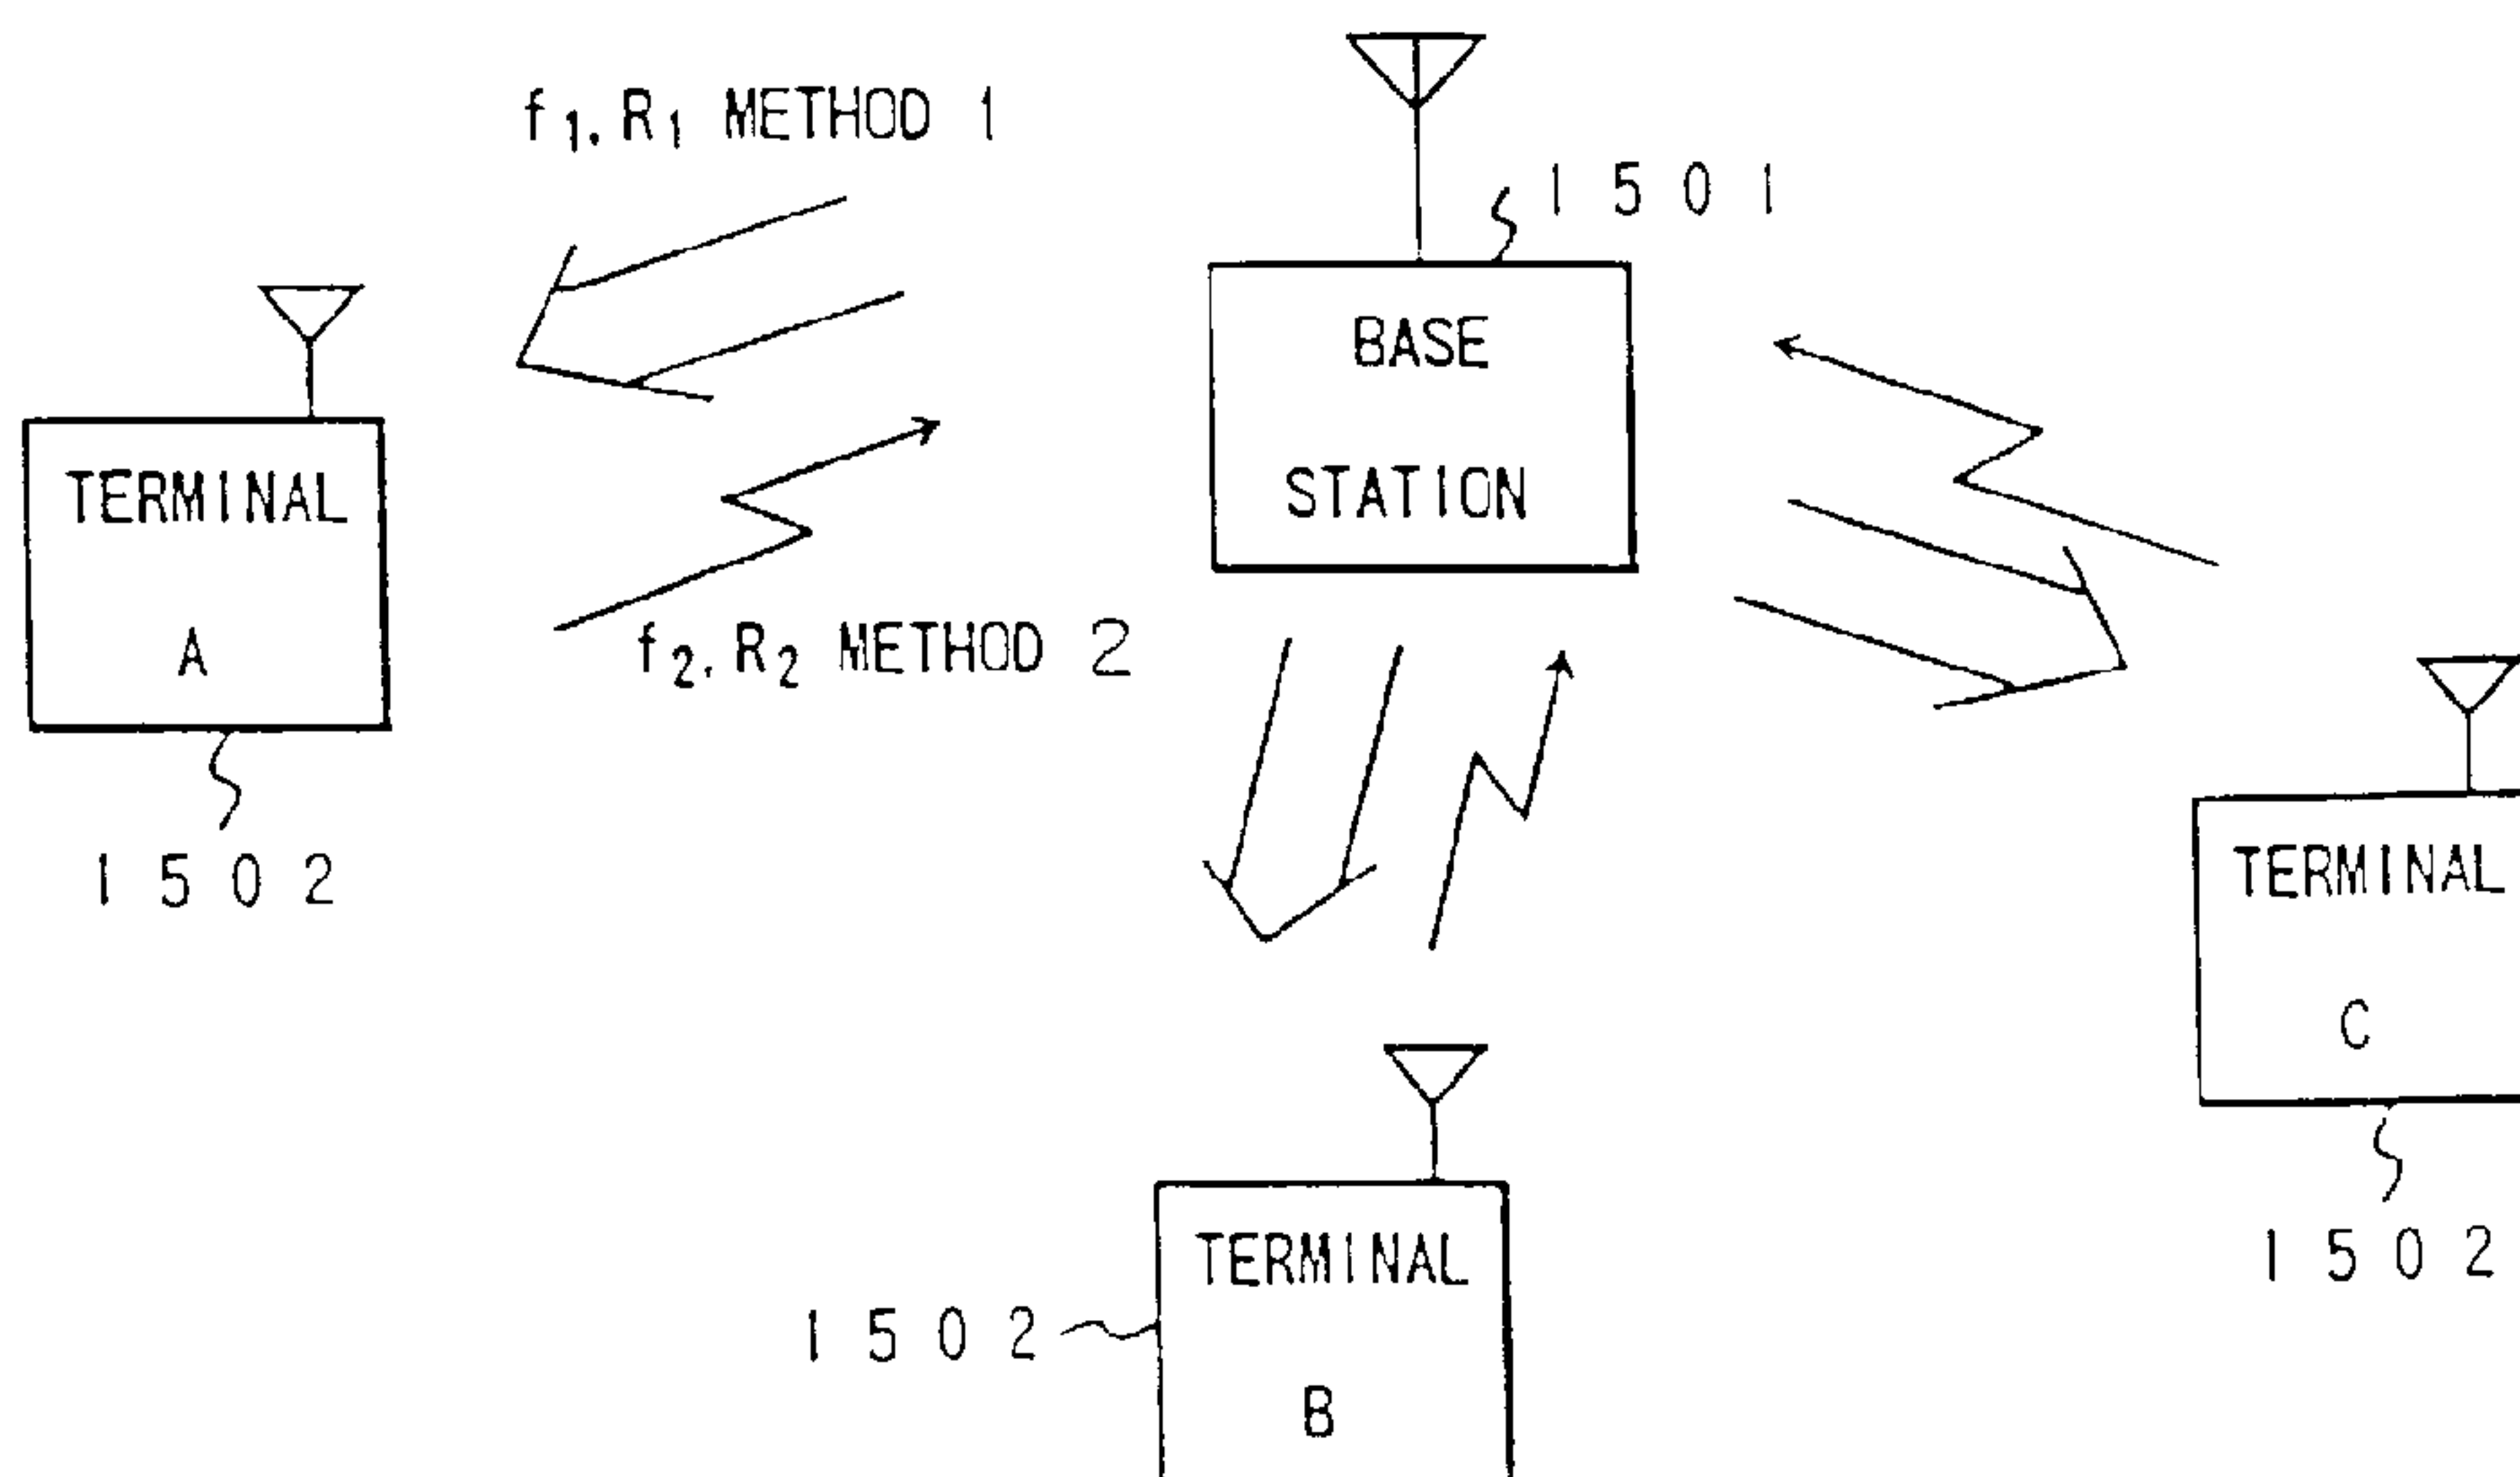 f1, R1 METHOD 1
1501
BASE
STATION
TERMINAL
A
f2, R2 METHOD 2
1502
TERMINAL
C
1502
TERMINAL
1502
B